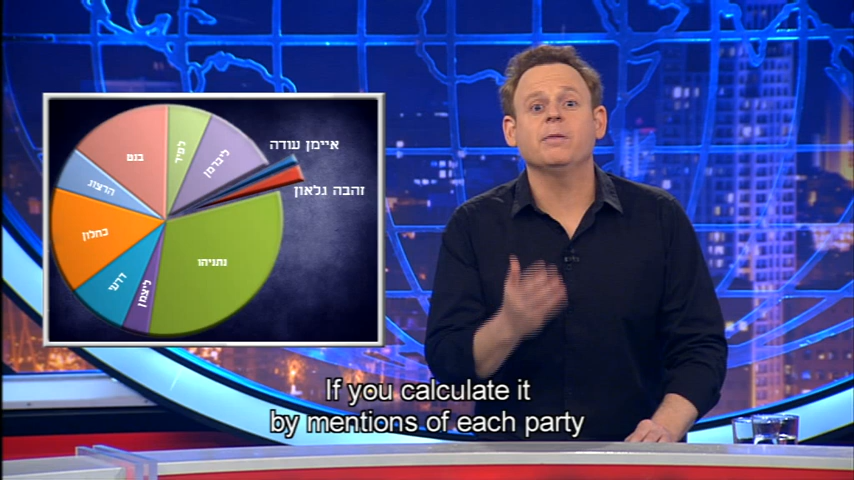 איימן עודה
זהבה גלאון
ליברמן
לפיד
בנט
הרצוג
כחלון
דרעי
ליצמן
נתניהו
If you calculate it
by mentions of each party